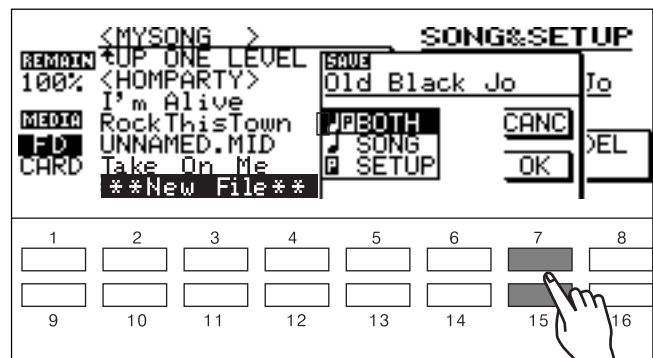 <MYSONG >
SONG&SETUP
REMAIN
100%
↑UP ONE LEVEL
<HOMPARTY>
I'm Alive
RockThisTown
UNNAMED.MID
Take On Me
**New File**
MEDIA
FD
CARD
SAVE
Old Black Jo
Jo
♩PBOTH
♩ SONG
P SETUP
CANC
OK
DEL
1 2 3 4 5 6 7 8
9 10 11 12 13 14 15 16